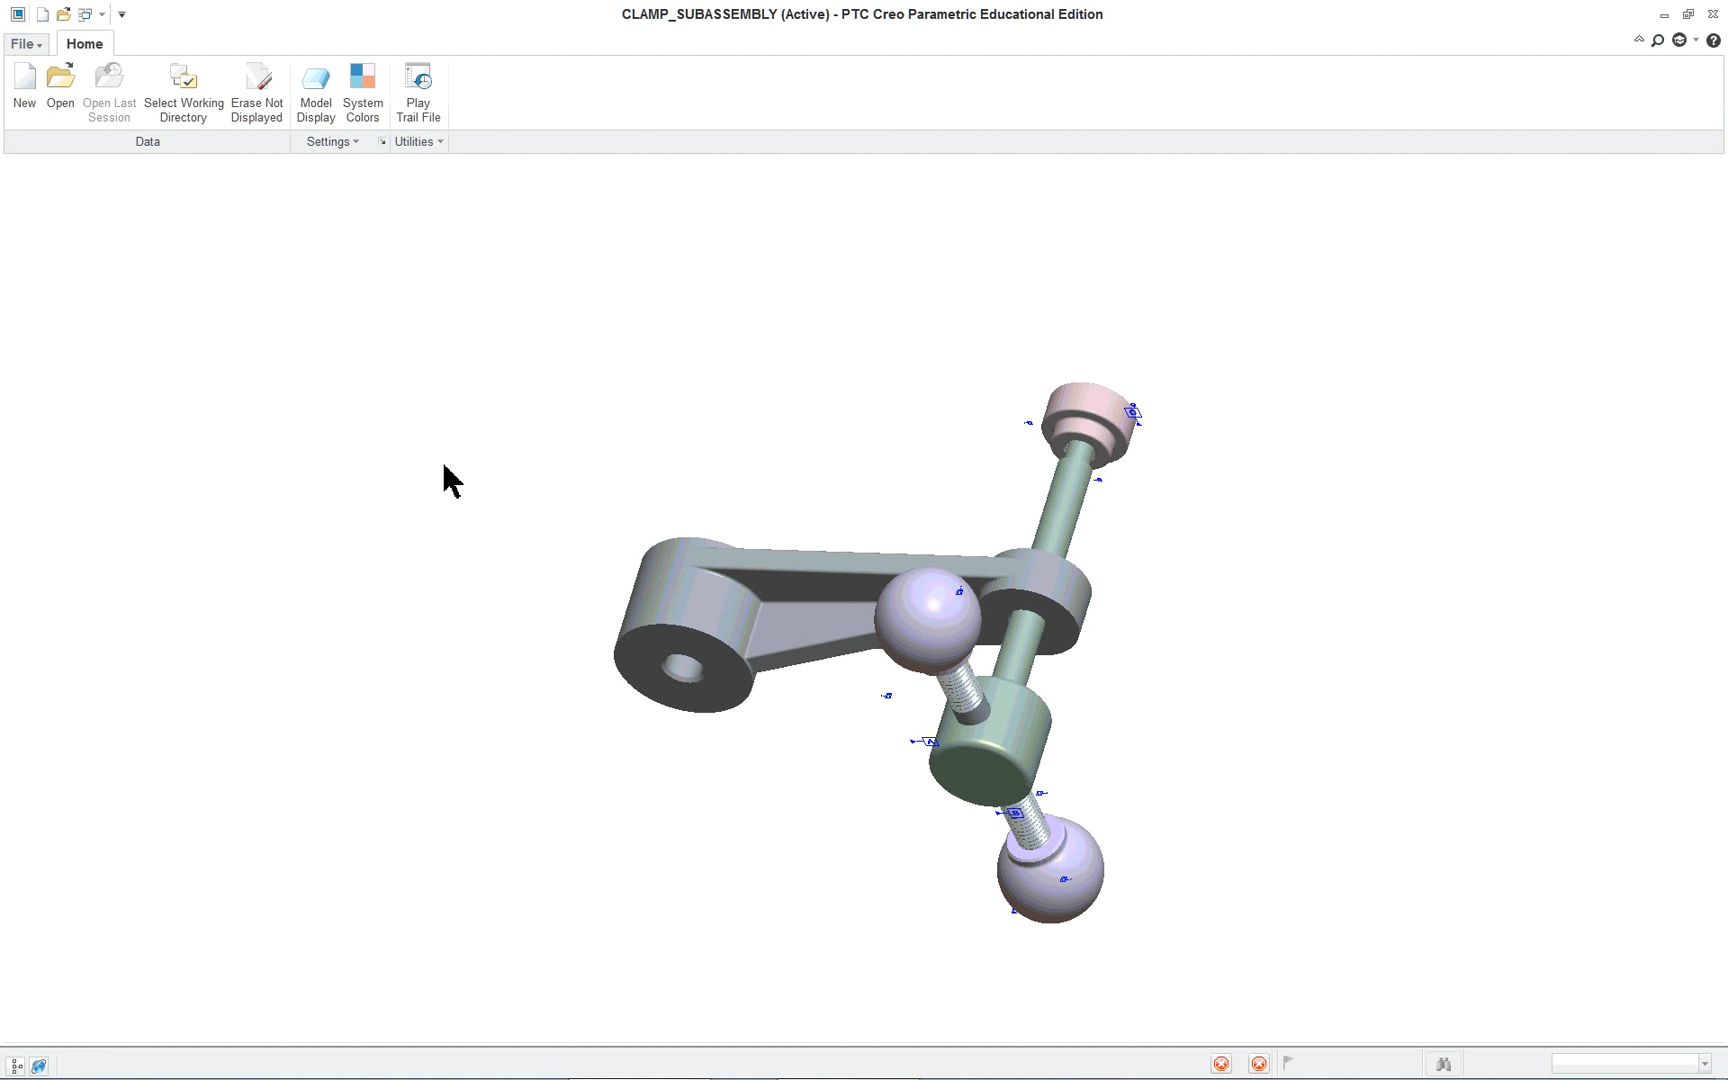 CLAMP_SUBASSEMBLY (Active) - PTC Creo Parametric Educational Edition
File
Home
New
Open
Open Last Session
Select Working Directory
Erase Not Displayed
Model Display
System Colors
Play Trail File
Data
Settings
Utilities